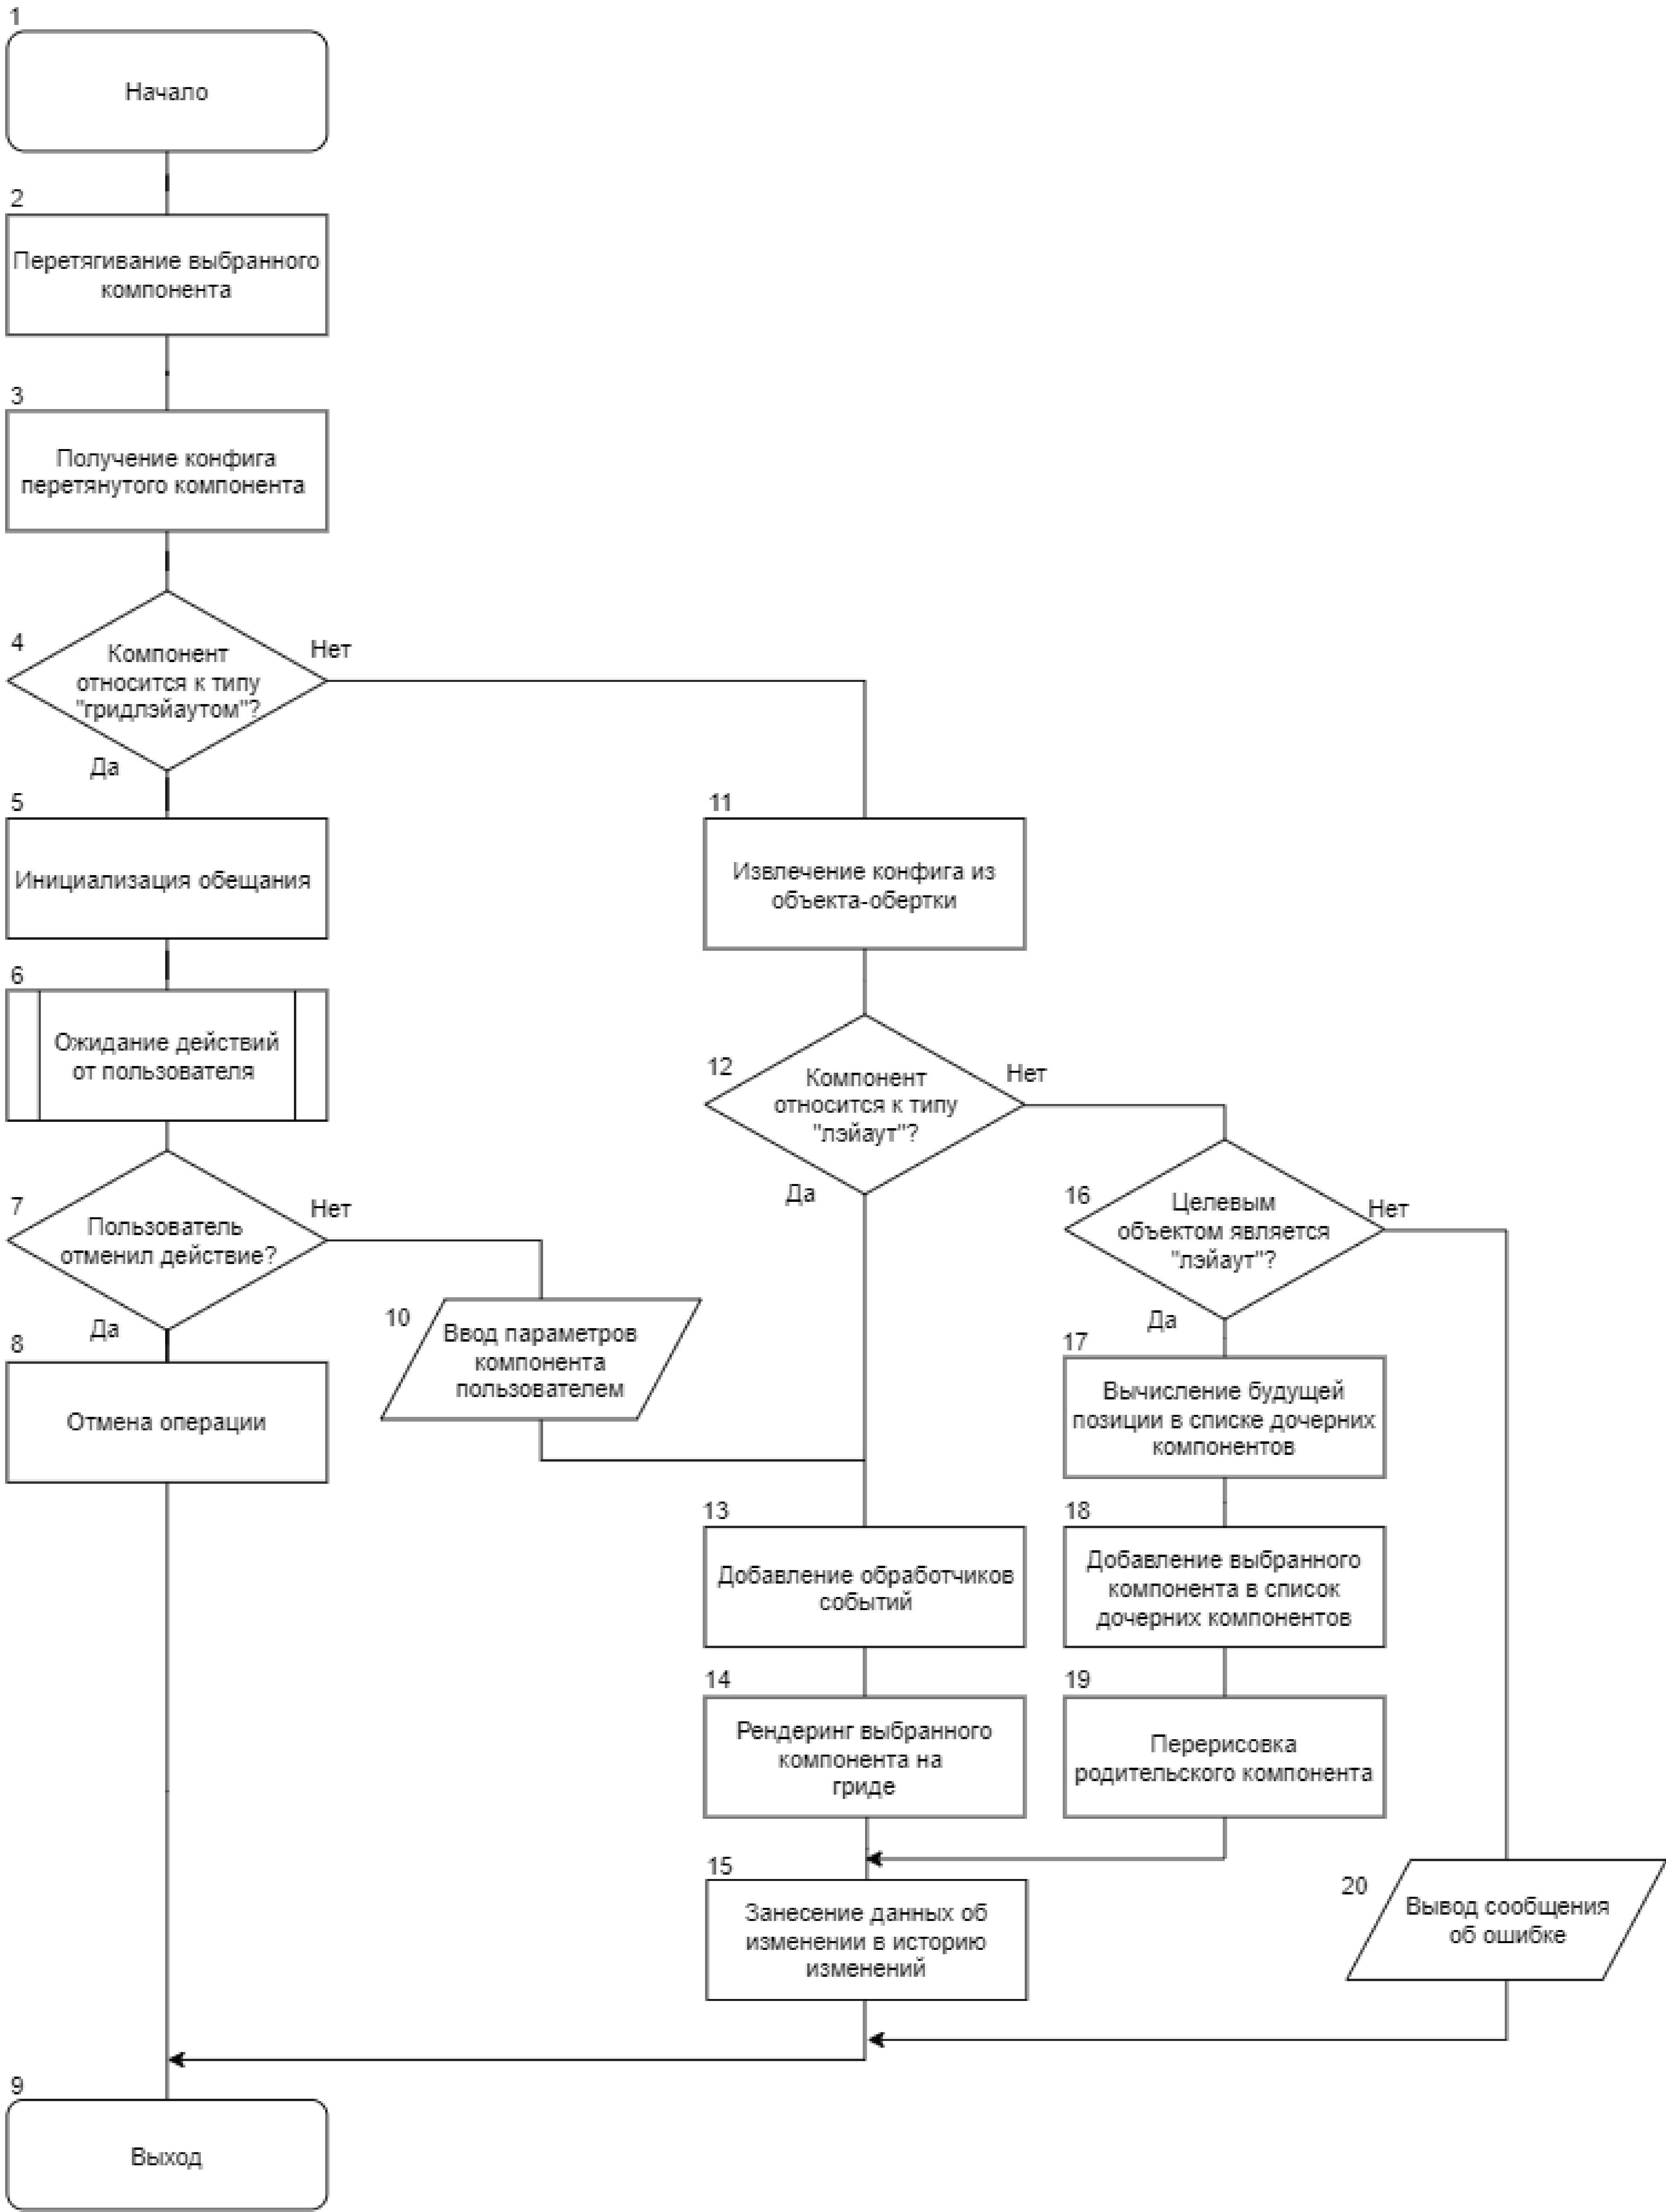 1
Начало
2
Перетягивание выбранного
компонента
3
Получение конфига
перетянутого компонента
4
Компонент
относится к типу
"гридлэйаутом"?
Нет
Да
5
Инициализация обещания
6
Ожидание действий
от пользователя
7
Пользователь
отменил действие?
Нет
Да
8
Отмена операции
9
Выход
10
Ввод параметров
компонента
пользователем
11
Извлечение конфига из
объекта-обертки
12
Компонент
относится к типу
"лэйаут"?
Нет
Да
13
Добавление обработчиков
событий
14
Рендеринг выбранного
компонента на
гриде
15
Занесение данных об
изменении в историю
изменений
16
Целевым
объектом является
"лэйаут"?
Нет
Да
17
Вычисление будущей
позиции в списке дочерних
компонентов
18
Добавление выбранного
компонента в список
дочерних компонентов
19
Перерисовка
родительского компонента
20
Вывод сообщения
об ошибке